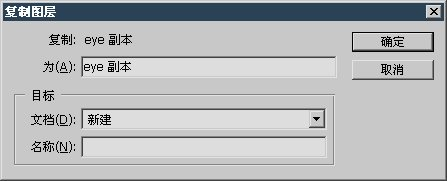 复制图层
复制: eye 副本
确定
为(A): eye 副本
取消
目标
文档(D): 新建
名称(N):